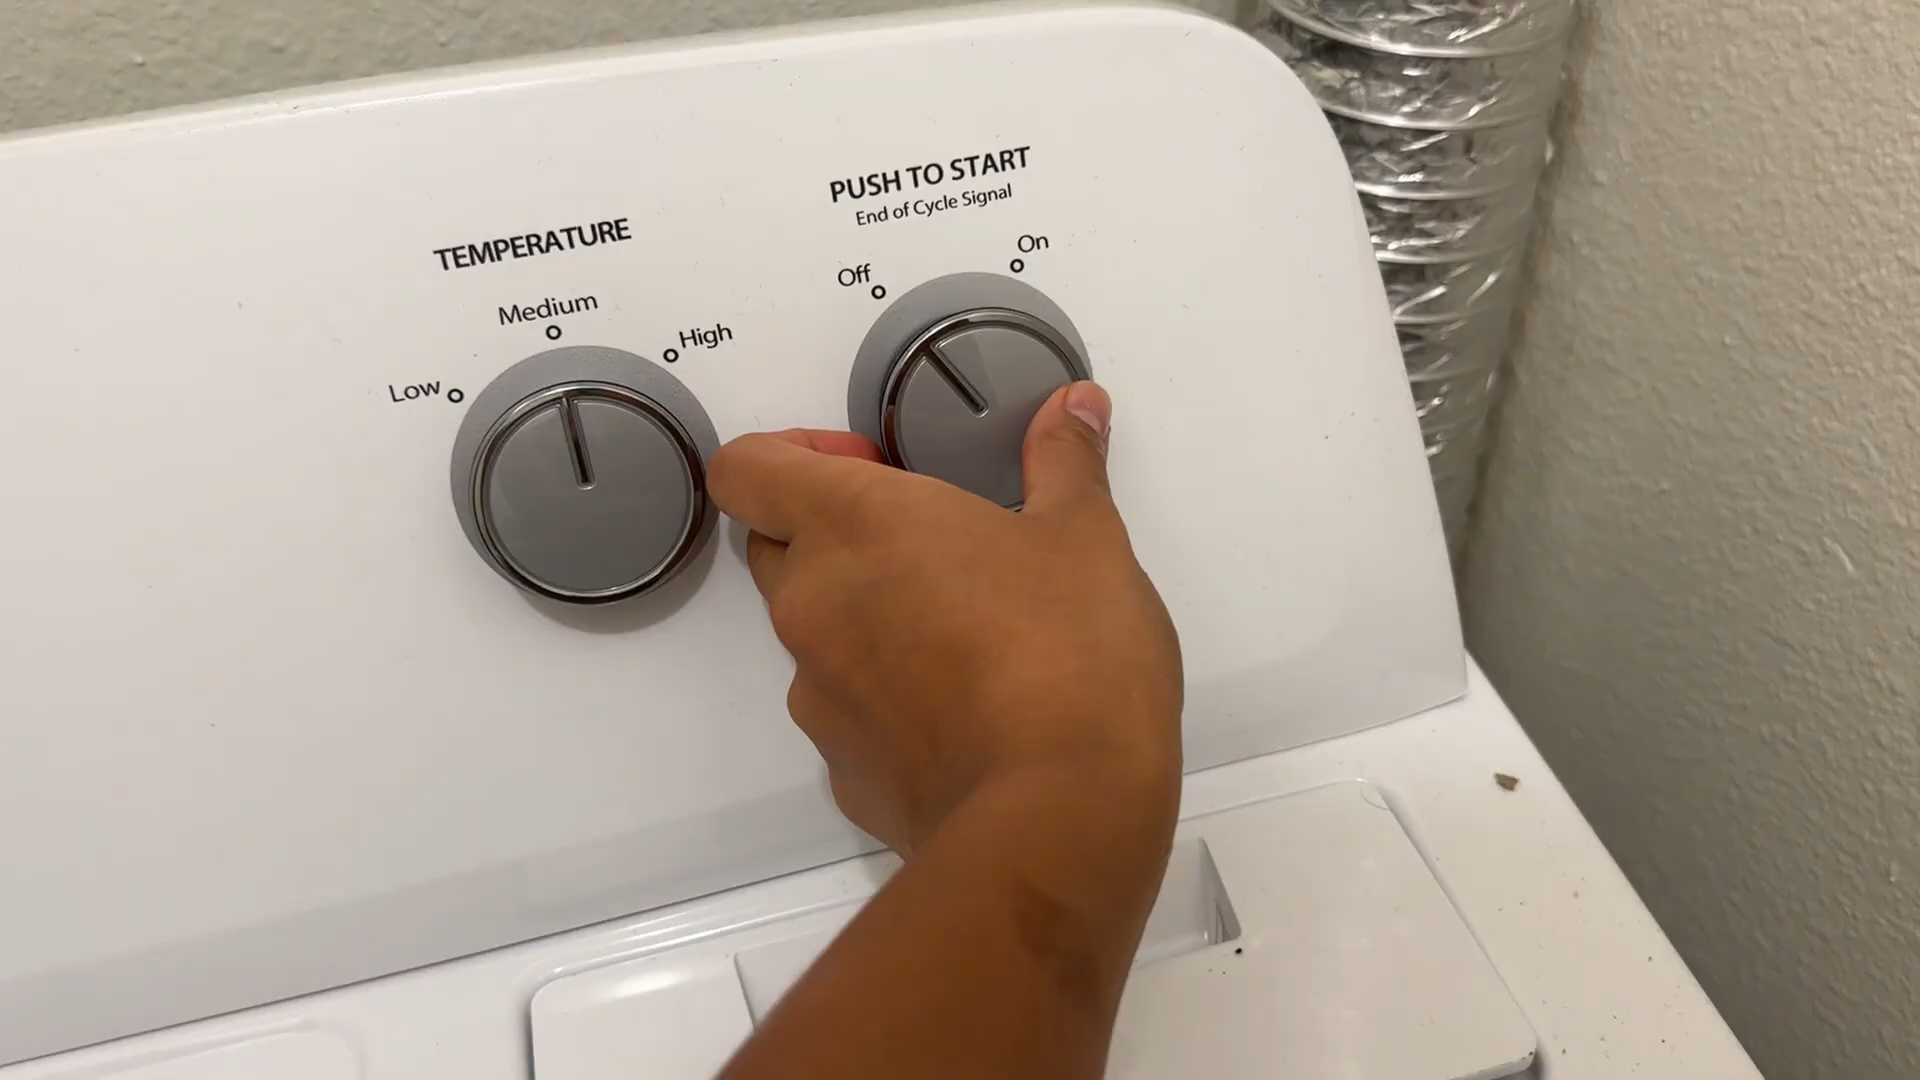 TEMPERATURE
Low
Medium
High
PUSH TO START
End of Cycle Signal
Off
On